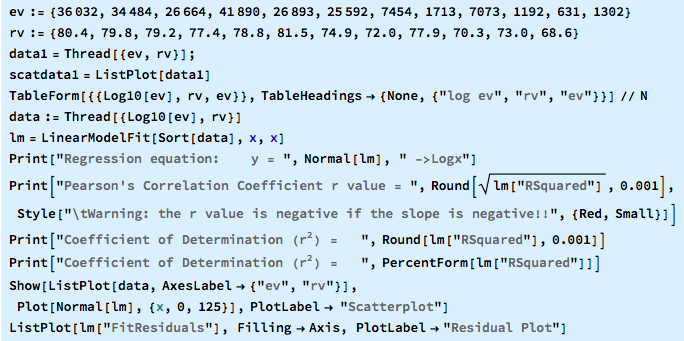 ev := {36 032, 34 484, 26 664, 41 890, 26 893, 25 592, 7454, 1713, 7073, 1192, 631, 1302}
rv := {80.4, 79.8, 79.2, 77.4, 78.8, 81.5, 74.9, 72.0, 77.9, 70.3, 73.0, 68.6}
data1 = Thread[{ev, rv}];
scatdata1 = ListPlot[data1]
TableForm[{{Log10[ev], rv, ev}}, TableHeadings → {None, {"log ev", "rv", "ev"}}] // N
data := Thread[{Log10[ev], rv}]
lm = LinearModelFit[Sort[data], x, x]
Print["Regression equation:    y = ", Normal[lm], " ->Logx"]
Print["Pearson's Correlation Coefficient r value = ", Round[√lm["RSquared"] , 0.001],
Style["\tWarning: the r value is negative if the slope is negative!!", {Red, Small}]]
Print["Coefficient of Determination (r²) =   ", Round[lm["RSquared"], 0.001]]
Print["Coefficient of Determination (r²) =   ", PercentForm[lm["RSquared"]]]
Show[ListPlot[data, AxesLabel → {"ev", "rv"}],
Plot[Normal[lm], {x, 0, 125}], PlotLabel → "Scatterplot"]
ListPlot[lm["FitResiduals"], Filling → Axis, PlotLabel → "Residual Plot"]